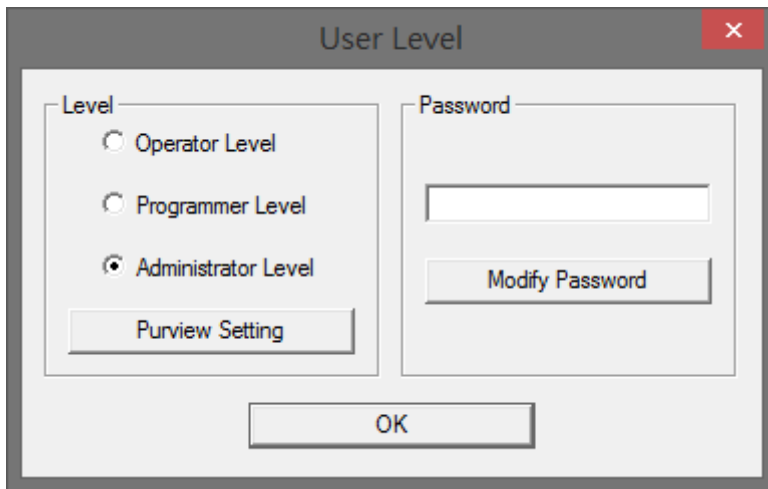 User Level
Level
Operator Level
Programmer Level
Administrator Level
Purview Setting
Password
Modify Password
OK